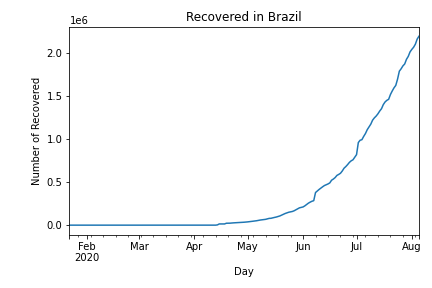 Recovered in Brazil
1e6
2.0
1.5
1.0
0.5
0.0
Number of Recovered
Feb Mar Apr May Jun Jul Aug
2020
Day